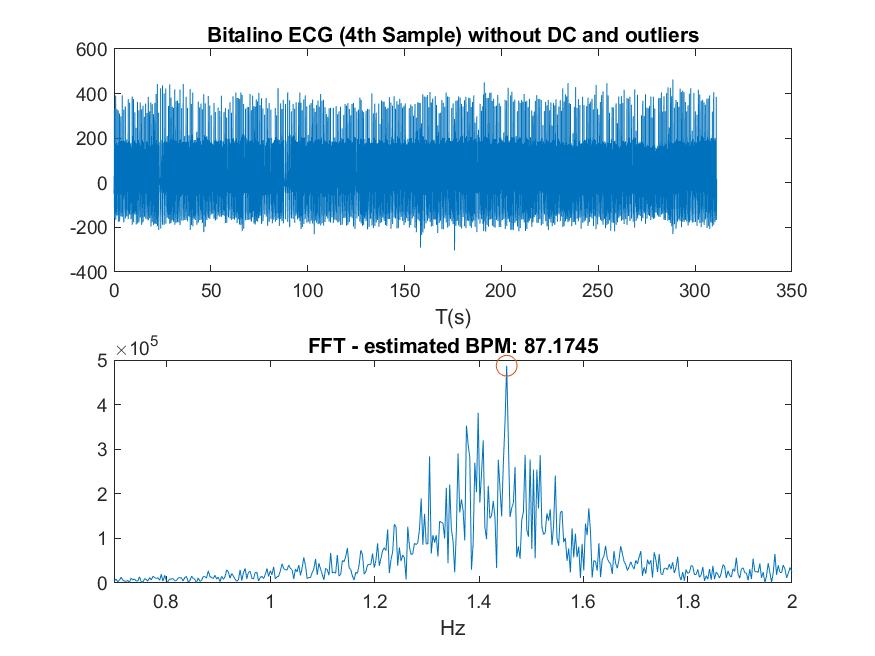 Bitalino ECG (4th Sample) without DC and outliers
600
400
200
0
-200
-400
0 50 100 150 200 250 300 350
T(s)
×10⁵
FFT - estimated BPM: 87.1745
5
4
3
2
1
0
0.8 1 1.2 1.4 1.6 1.8 2
Hz